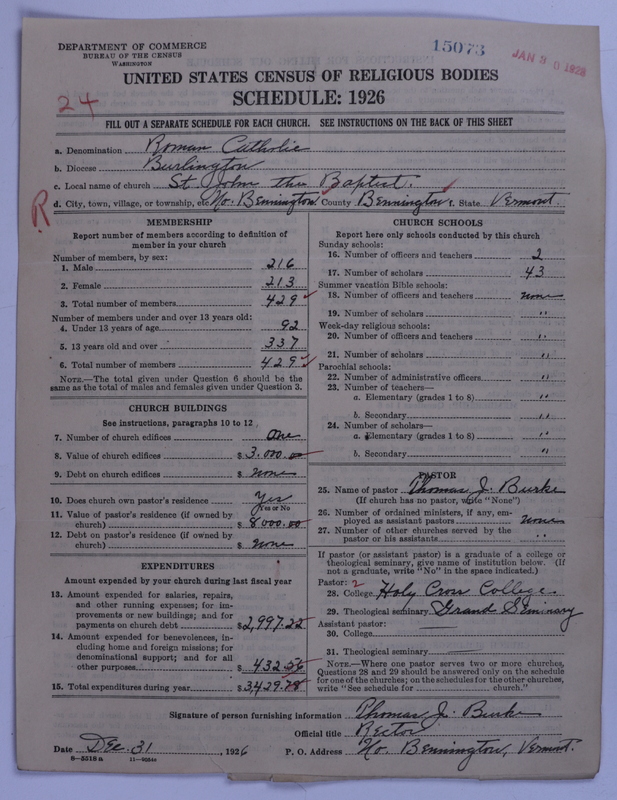 DEPARTMENT OF COMMERCE
BUREAU OF THE CENSUS
WASHINGTON
15073
JAN 3 1928
UNITED STATES CENSUS OF RELIGIOUS BODIES
24
SCHEDULE: 1926
FILL OUT A SEPARATE SCHEDULE FOR EACH CHURCH. SEE INSTRUCTIONS ON THE BACK OF THIS SHEET
a. Denomination Roman Catholic
b. Diocese Burlington
c. Local name of church St. John the Baptist.
R
d. City, town, village, or township, etc No. Bennington County Bennington f. State Vermont.
MEMBERSHIP
Report number of members according to definition of
member in your church
Number of members, by sex:
1. Male 216
2. Female 213
3. Total number of members 429
Number of members under and over 13 years old:
4. Under 13 years of age 92
5. 13 years old and over 337
6. Total number of members 429
NOTE.—The total given under Question 6 should be
same as the total of males and females given under Question 3.
CHURCH BUILDINGS
See instructions, paragraphs 10 to 12
7. Number of church edifices One
8. Value of church edifices $ 3,000.00
9. Debt on church edifices $ None
10. Does church own pastor's residence Yes
Yes or No
11. Value of pastor's residence (if owned by
church) $ 8000.00
12. Debt on pastor's residence (if owned by
church) $ None
EXPENDITURES
Amount expended by your church during last fiscal year
13. Amount expended for salaries, repairs,
and other running expenses; for im-
provements or new buildings; and for
payments on church debt $2,997.22
14. Amount expended for benevolences, in-
cluding home and foreign missions; for
denominational support; and for all
other purposes $ 432.56
15. Total expenditures during year $3,429.78
CHURCH SCHOOLS
Report here only schools conducted by this church
Sunday schools:
16. Number of officers and teachers 2
17. Number of scholars 43
Summer vacation Bible schools:
18. Number of officers and teachers none
19. Number of scholars "
Week-day religious schools:
20. Number of officers and teachers "
21. Number of scholars "
Parochial schools:
22. Number of administrative officers "
23. Number of teachers—
a. Elementary (grades 1 to 8) "
b. Secondary "
24. Number of scholars—
a. Elementary (grades 1 to 8) "
b. Secondary "
PASTOR
25. Name of pastor Thomas J. Burke
(If church has no pastor, write "None")
26. Number of ordained ministers, if any, em-
ployed as assistant pastors none
27. Number of other churches served by the
pastor or his assistants "
If pastor (or assistant pastor) is a graduate of a college or
theological seminary, give name of institution below. (If
not a graduate, write "No" in the space indicated.)
Pastor: 2
28. College Holy Cross College
29. Theological seminary Grand Seminary
Assistant pastor:
30. College
31. Theological seminary
NOTE.—Where one pastor serves two or more churches,
Questions 28 and 29 should be answered only on the schedule
for one of the churches; on the schedules for the other churches,
write "See schedule for church."
Signature of person furnishing information Thomas J. Burke
Official title Rector
Date Dec. 31, 1926 P. O. Address No. Bennington, Vermont.
8—5518 a